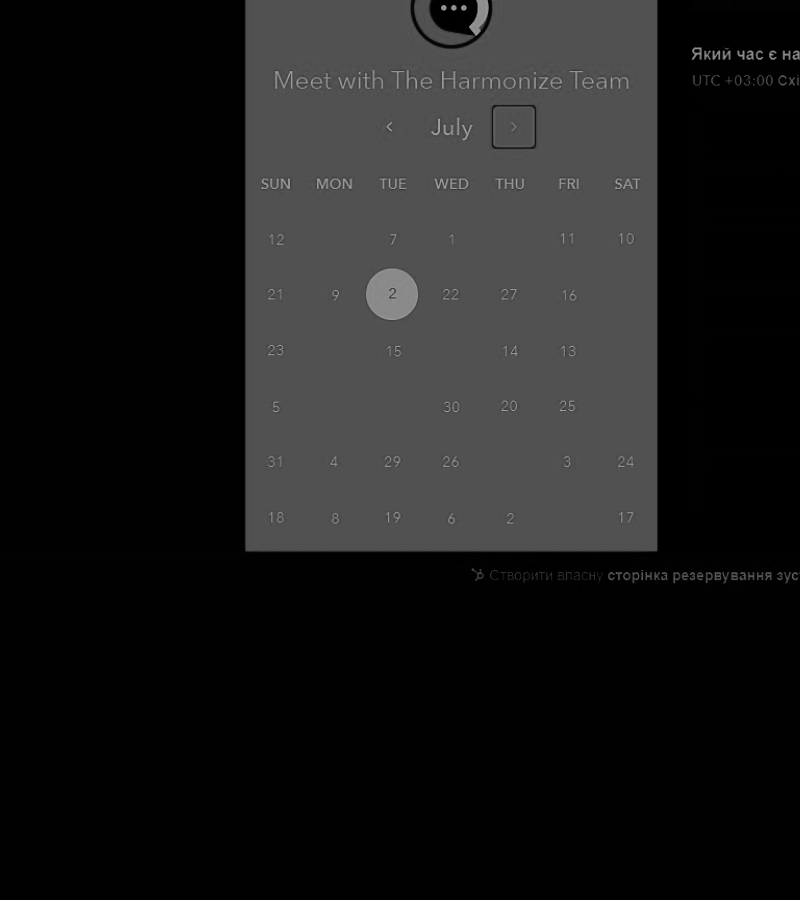 Який час є на
UTC +03:00 Схі
Meet with The Harmonize Team
July
SUN MON TUE WED THU FRI SAT
12 7 1 11 10
21 9 2 22 27 16
23 15 14 13
5 30 20 25
31 4 29 26 3 24
18 8 19 6 2 17
Створити власну сторінка резервування зус